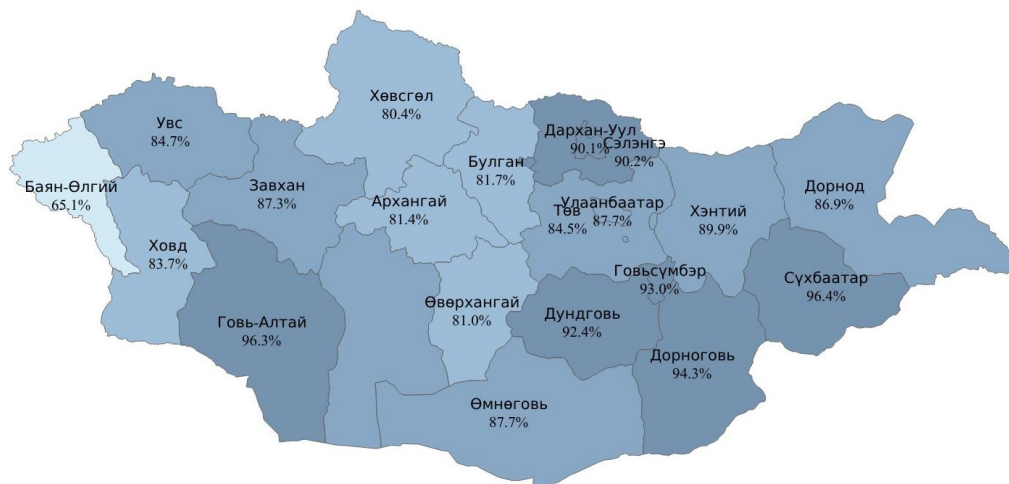 Хөвсгөл
80.4%
Увс
84.7%
Дархан-Уул
90.1%
Сэлэнгэ
90.2%
Булган
81.7%
Баян-Өлгий
65.1%
Завхан
87.3%
Архангай
81.4%
Төв
84.5%
Улаанбаатар
87.7%
Хэнтий
89.9%
Дорнод
86.9%
Ховд
83.7%
Говьсүмбэр
93.0%
Сүхбаатар
96.4%
Өвөрхангай
81.0%
Говь-Алтай
96.3%
Дундговь
92.4%
Дорноговь
94.3%
Өмнөговь
87.7%